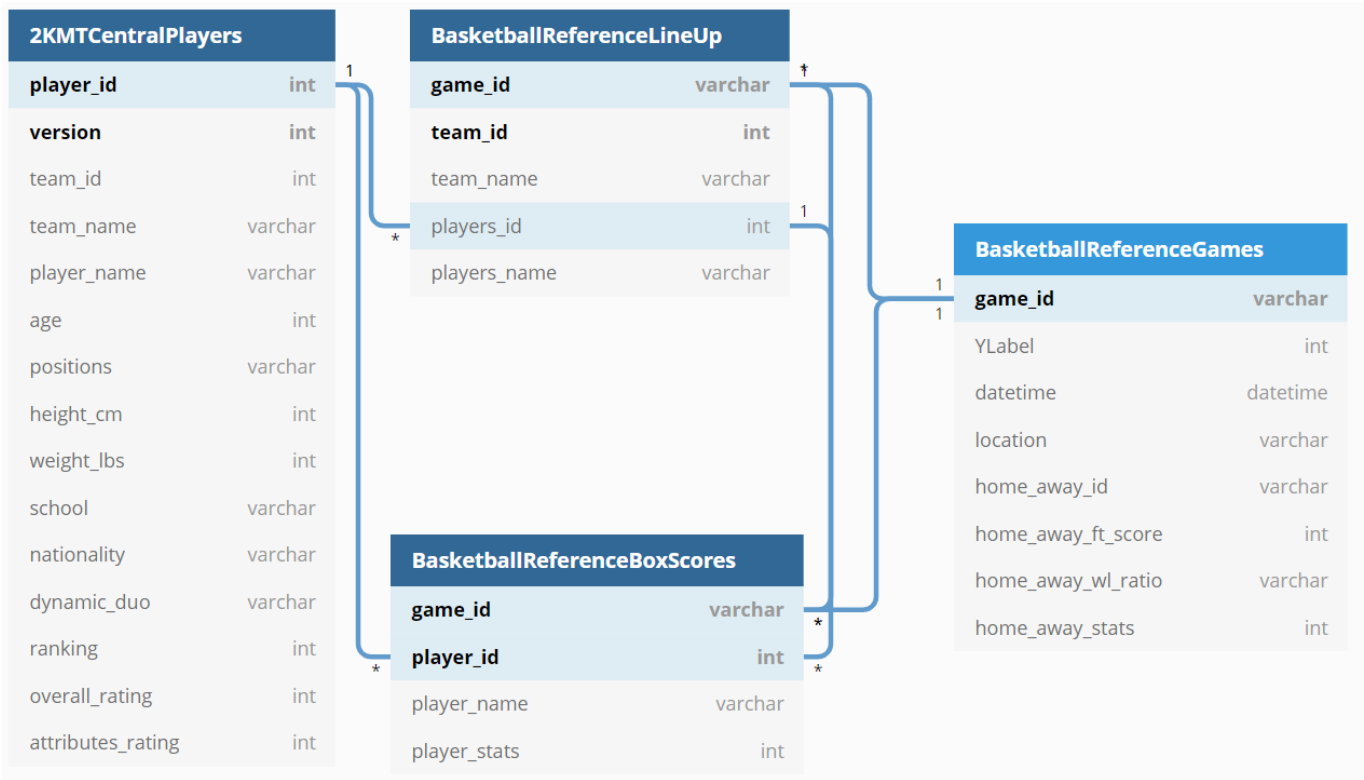 2KMTCentralPlayers
player_id int
version int
team_id int
team_name varchar
player_name varchar
age int
positions varchar
height_cm int
weight_lbs int
school varchar
nationality varchar
dynamic_duo varchar
ranking int
overall_rating int
attributes_rating int
1
*
*
BasketballReferenceLineUp
game_id varchar
team_id int
team_name varchar
players_id int
players_name varchar
*
1
BasketballReferenceBoxScores
game_id varchar
player_id int
player_name varchar
player_stats int
*
*
1
1
BasketballReferenceGames
game_id varchar
YLabel int
datetime datetime
location varchar
home_away_id varchar
home_away_ft_score int
home_away_wl_ratio varchar
home_away_stats int